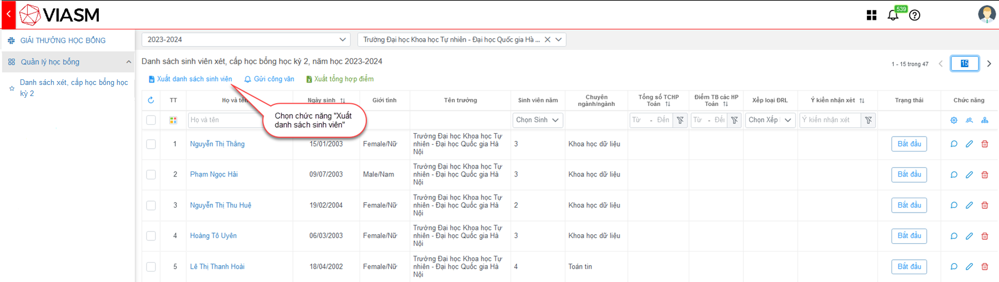 VIASM
539
GIẢI THƯỞNG HỌC BỔNG
Quản lý học bổng
Danh sách xét, cấp học bổng học
kỳ 2
2023-2024
Trường Đại học Khoa học Tự nhiên - Đại học Quốc gia Hà ...
Danh sách sinh viên xét, cấp học bổng học kỳ 2, năm học 2023-2024
1 - 15 trong 47
15
Xuất danh sách sinh viên Gửi công văn Xuất tổng hợp điểm
Chọn chức năng "Xuất
danh sách sinh viên"
TT Họ và tên Ngày sinh Giới tính Tên trường Sinh viên năm Chuyên ngành/ngành Tổng số TCHP Toán Điểm TB các HP Toán Xếp loại ĐRL Ý kiến nhận xét Trạng thái Chức năng
Họ và tên Chọn Sinh Từ - Đến Từ - Đến Chọn Xếp Ý kiến nhận xét
1 Nguyễn Thị Thắng 15/01/2003 Female/Nữ Trường Đại học Khoa học Tự nhiên - Đại học Quốc gia Hà Nội 3 Khoa học dữ liệu Bắt đầu
2 Phạm Ngọc Hải 09/07/2003 Male/Nam Trường Đại học Khoa học Tự nhiên - Đại học Quốc gia Hà Nội 3 Khoa học dữ liệu Bắt đầu
3 Nguyễn Thị Thu Huệ 19/02/2004 Female/Nữ Trường Đại học Khoa học Tự nhiên - Đại học Quốc gia Hà Nội 2 Khoa học dữ liệu Bắt đầu
4 Hoàng Tô Uyên 06/03/2003 Female/Nữ Trường Đại học Khoa học Tự nhiên - Đại học Quốc gia Hà Nội 3 Khoa học dữ liệu Bắt đầu
5 Lê Thị Thanh Hoài 18/04/2002 Female/Nữ Trường Đại học Khoa học Tự nhiên - Đại học Quốc gia Hà Nội 4 Toán tin Bắt đầu